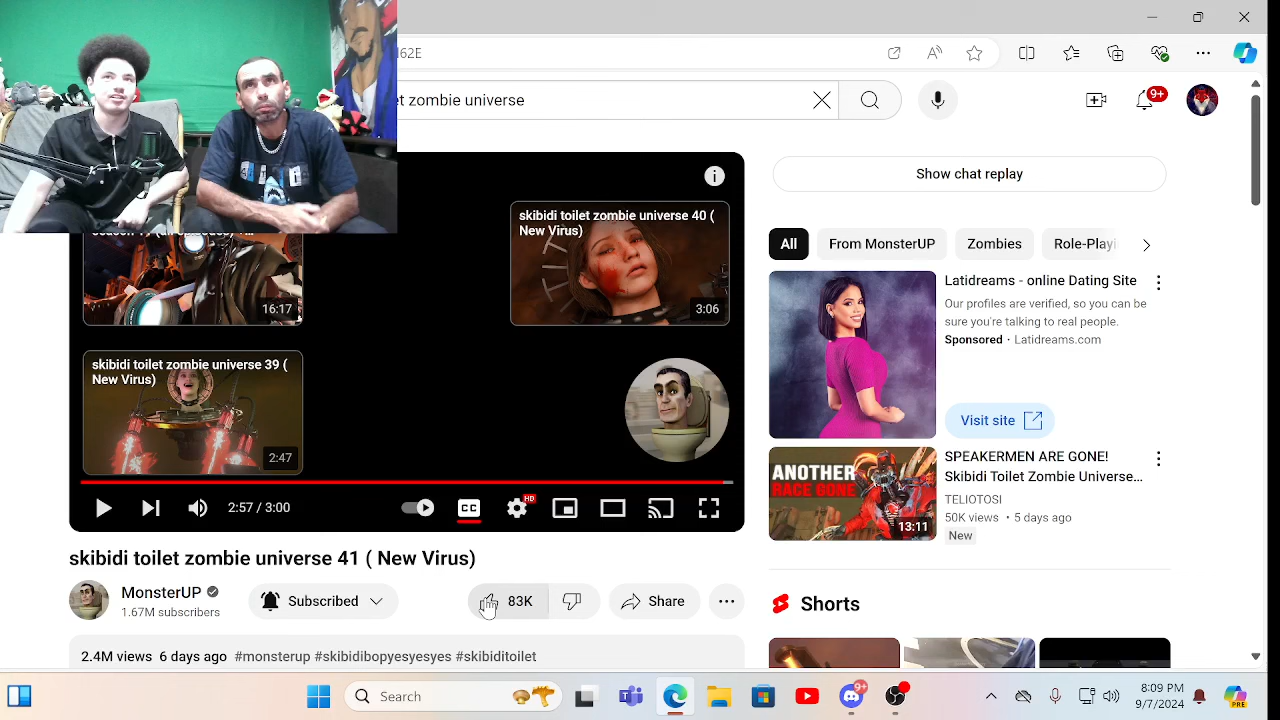 62E
et zombie universe
9+
skibidi toilet zombie universe 40 (
New Virus)
3:06
16:17
skibidi toilet zombie universe 39 (
New Virus)
2:47
2:57 / 3:00
CC
HD
skibidi toilet zombie universe 41 ( New Virus)
MonsterUP
1.67M subscribers
Subscribed
83K
Share
2.4M views 6 days ago #monsterup #skibidibopyesyesyes #skibiditoilet
Show chat replay
All
From MonsterUP
Zombies
Role-Playi
Latidreams - online Dating Site
Our profiles are verified, so you can be
sure you're talking to real people.
Sponsored · Latidreams.com
Visit site
ANOTHER
RACE GONE
13:11
SPEAKERMEN ARE GONE!
Skibidi Toilet Zombie Universe...
TELIOTOSI
50K views • 5 days ago
New
Shorts
Search
9+
8:09 PM
9/7/2024
PRE